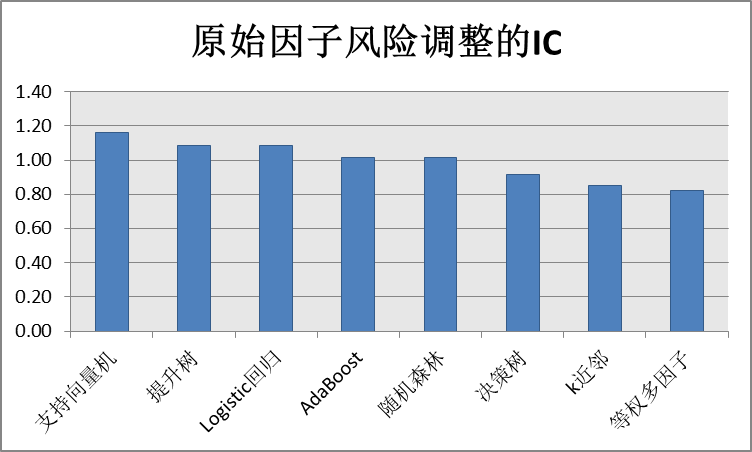 原始因子风险调整的IC
1.40
1.20
1.00
0.80
0.60
0.40
0.20
0.00
支持向量机
提升树
Logistic回归
AdaBoost
随机森林
决策树
k近邻
等权多因子